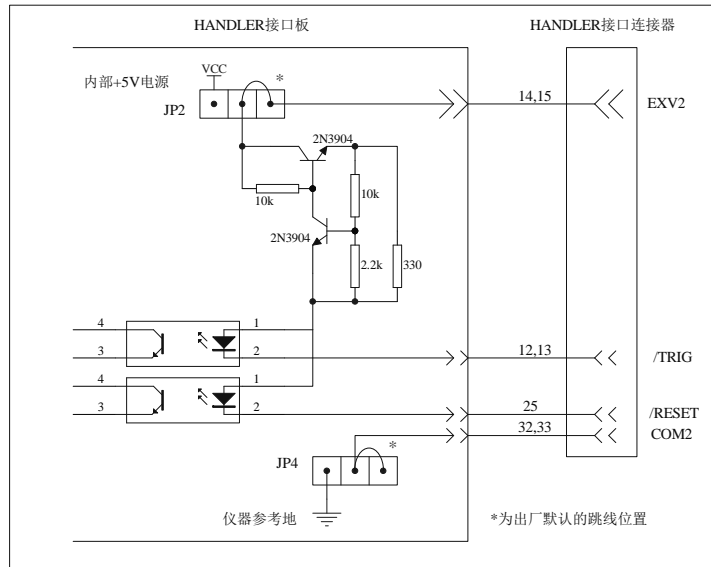 HANDLER接口板
HANDLER接口连接器
内部+5V电源
VCC
*
JP2
14,15
EXV2
2N3904
10k
10k
2N3904
2.2k
330
4
1
3
2
12,13
/TRIG
4
1
3
2
25
/RESET
32,33
COM2
*
JP4
仪器参考地
*为出厂默认的跳线位置